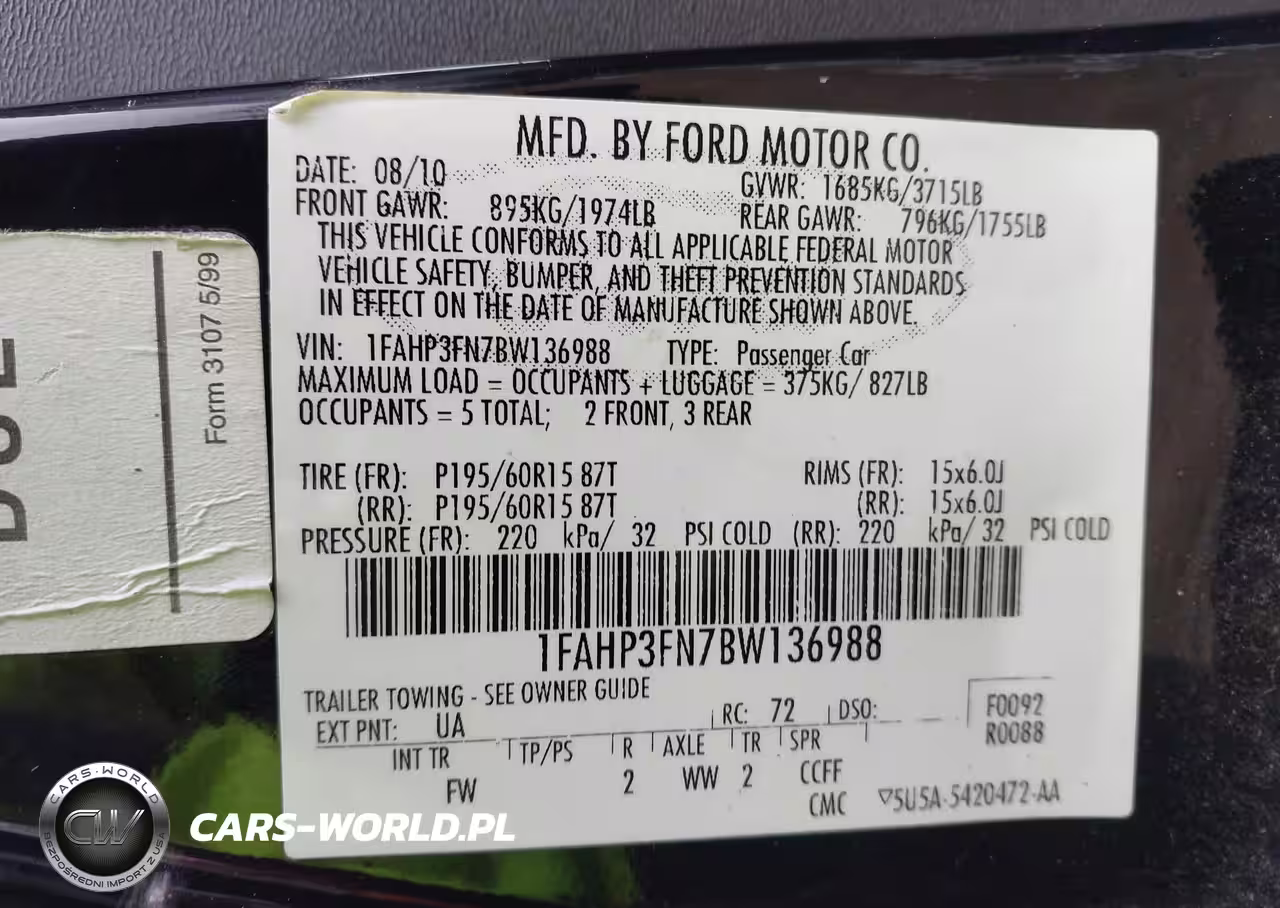 MFD. BY FORD MOTOR CO.
DATE: 08/10 GVWR: 1685KG/3715LB
FRONT GAWR: 895KG/1974LB REAR GAWR: 796KG/1755LB
THIS VEHICLE CONFORMS TO ALL APPLICABLE FEDERAL MOTOR
VEHICLE SAFETY, BUMPER, AND THEFT PREVENTION STANDARDS
IN EFFECT ON THE DATE OF MANUFACTURE SHOWN ABOVE.
VIN: 1FAHP3FN7BW136988 TYPE: Passenger Car
MAXIMUM LOAD = OCCUPANTS + LUGGAGE = 375KG/ 827LB
OCCUPANTS = 5 TOTAL; 2 FRONT, 3 REAR
TIRE (FR): P195/60R15 87T RIMS (FR): 15x6.0J
(RR): P195/60R15 87T (RR): 15x6.0J
PRESSURE (FR): 220 kPa/ 32 PSI COLD (RR): 220 kPa/ 32 PSI COLD
1FAHP3FN7BW136988
TRAILER TOWING - SEE OWNER GUIDE
EXT PNT: UA RC: 72 DSO: F0092
R0088
INT TR TP/PS R AXLE TR SPR
FW 2 WW 2 CCFF
CMC ▽5U5A-5420472-AA
Form 3107 5/99
CARS-WORLD
CW
BEZPOŚREDNI IMPORT Z USA
CARS-WORLD.PL